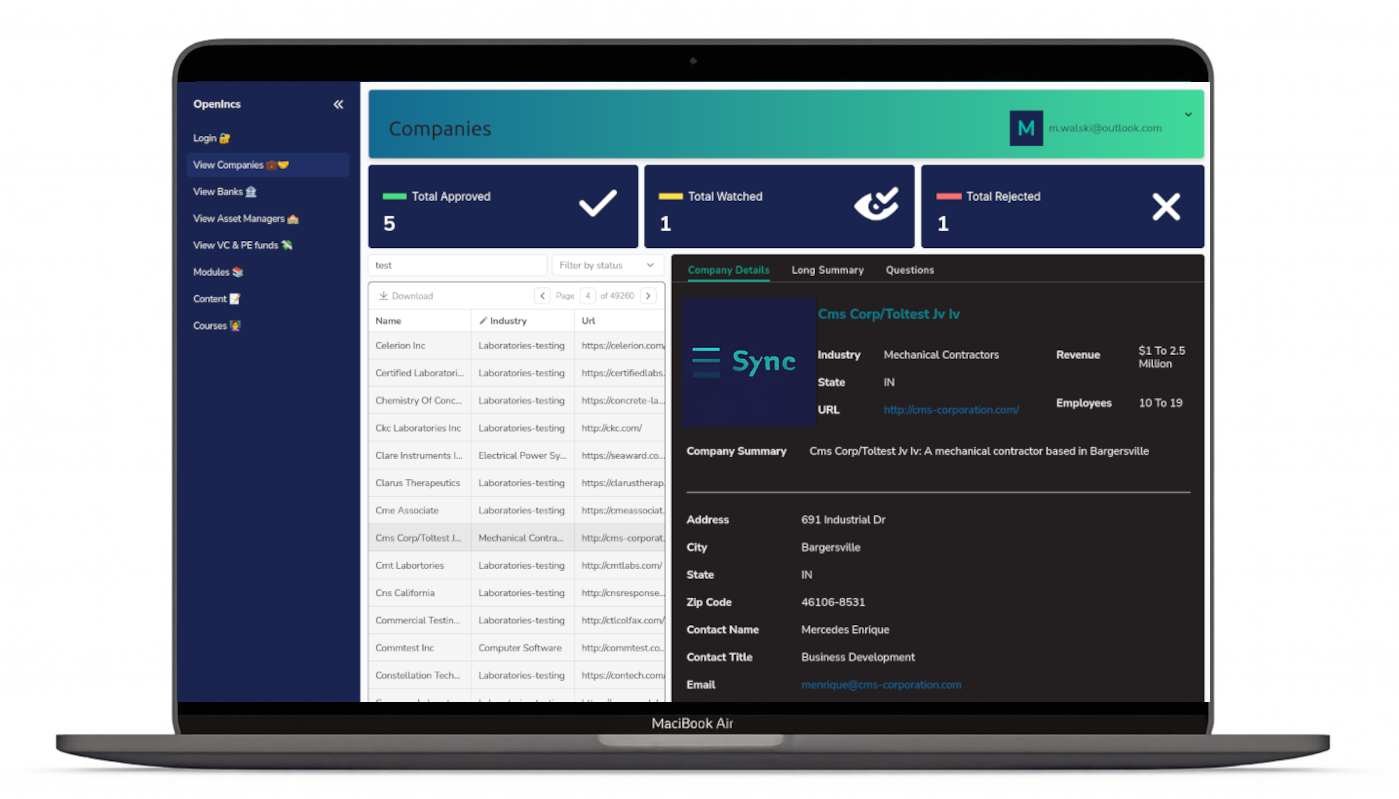 OpenIncs
Login 🔐
View Companies 💼🤝
View Banks 🏦
View Asset Managers 🏫
View VC & PE funds 💸
Modules 📚
Content 📝
Courses 👩‍🏫
Companies
M m.walski@outlook.com
Total Approved
5
Total Watched
1
Total Rejected
1
test Filter by status
Download Page 4 of 49260
Name Industry Url
Celerion Inc Laboratories-testing https://celerion.com/
Certified Laboratori... Laboratories-testing https://certifiedlabs.
Chemistry Of Conc... Laboratories-testing https://concrete-la...
Ckc Laboratories Inc Laboratories-testing http://ckc.com/
Clare Instruments I... Electrical Power Sy... https://seaward.co...
Clarus Therapeutics Laboratories-testing https://clarustherap.
Cme Associate Laboratories-testing https://cmeassociat.
Cms Corp/Toltest J... Mechanical Contra... http://cms-corporat.
Cmt Labortories Laboratories-testing http://cmtlabs.com/
Cns California Laboratories-testing http://cnsresponse...
Commercial Testin... Laboratories-testing http://ctlcolfax.com/
Commtest Inc Computer Software http://commtest.co...
Constellation Tech... Laboratories-testing https://contech.com/
Company Details Long Summary Questions
Sync
Cms Corp/Toltest Jv Iv
Industry Mechanical Contractors
State IN
URL http://cms-corporation.com/
Revenue $1 To 2.5
Million
Employees 10 To 19
Company Summary Cms Corp/Toltest Jv Iv: A mechanical contractor based in Bargersville
Address 691 Industrial Dr
City Bargersville
State IN
Zip Code 46106-8531
Contact Name Mercedes Enrique
Contact Title Business Development
Email menrique@cms-corporation.com
MaciBook Air